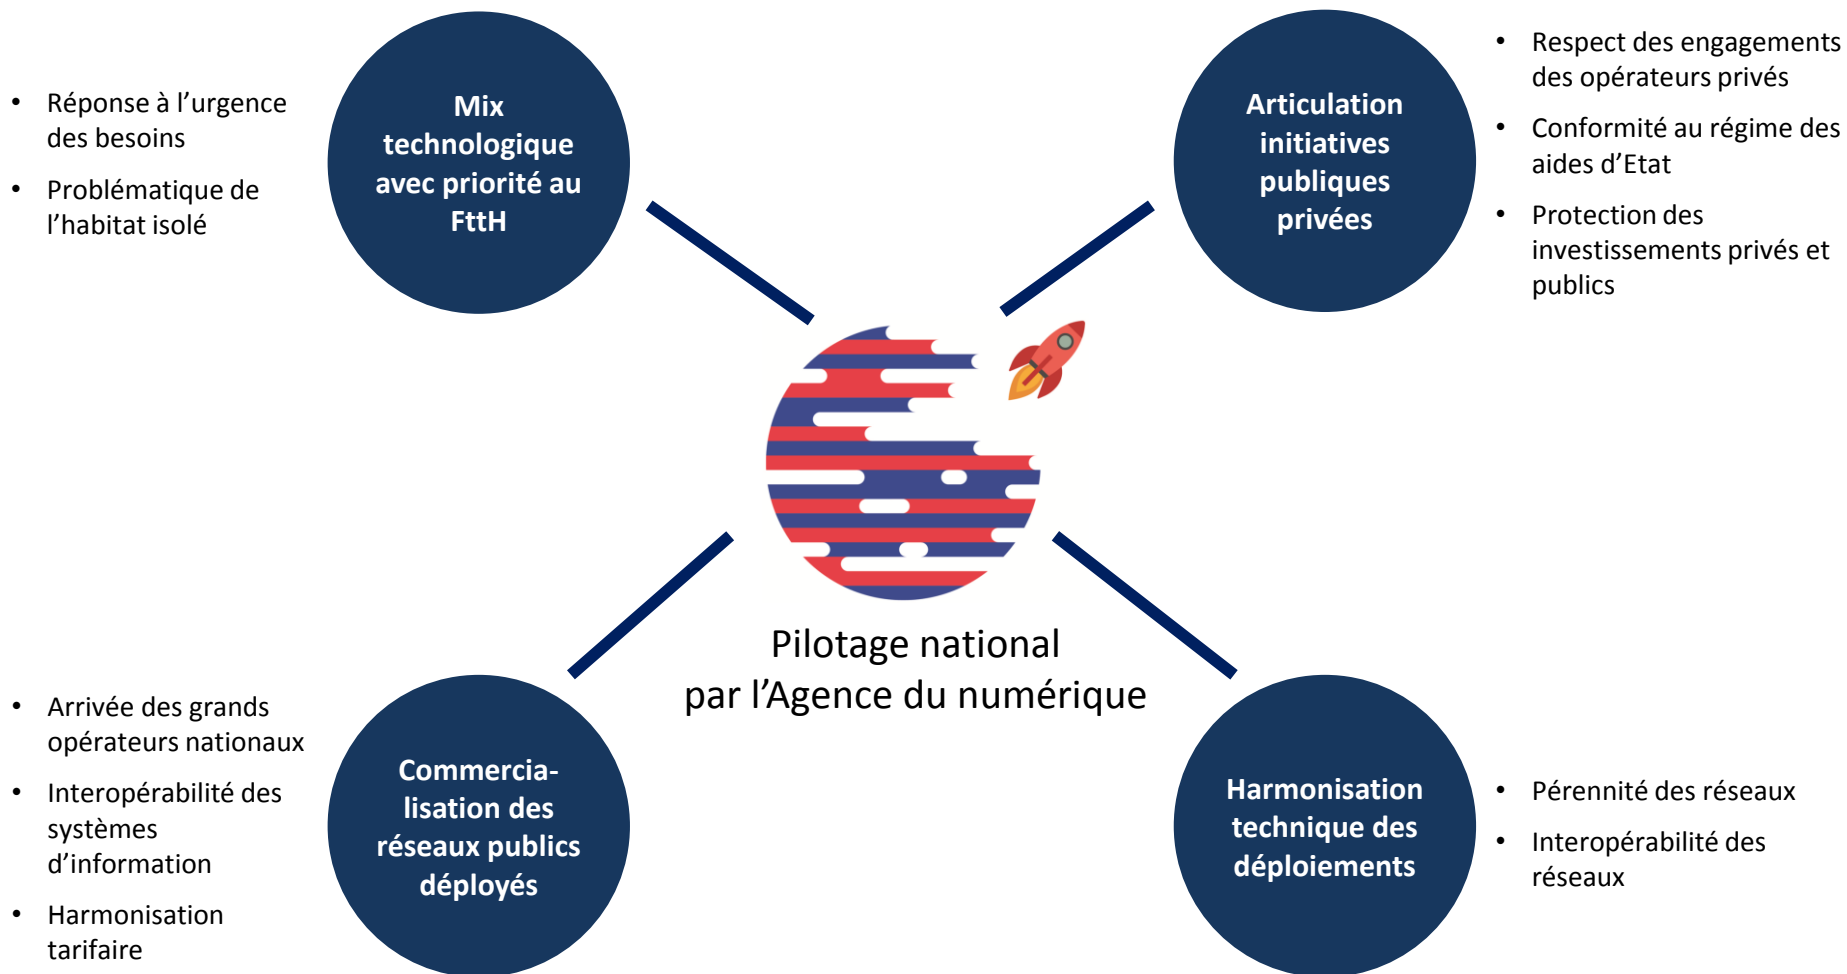 • Réponse à l’urgence
des besoins
• Problématique de
l’habitat isolé
Mix
technologique
avec priorité au
FttH
Articulation
initiatives
publiques
privées
• Respect des engagements
des opérateurs privés
• Conformité au régime des
aides d’Etat
• Protection des
investissements privés et
publics
Pilotage national
par l’Agence du numérique
• Arrivée des grands
opérateurs nationaux
• Interopérabilité des
systèmes
d’information
• Harmonisation
tarifaire
Commercia-
lisation des
réseaux publics
déployés
Harmonisation
technique des
déploiements
• Pérennité des réseaux
• Interopérabilité des
réseaux